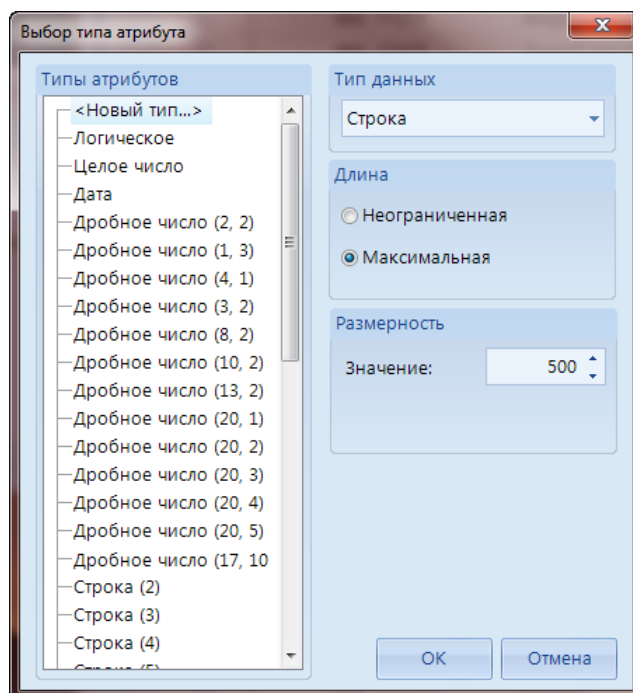 Выбор типа атрибута
Типы атрибутов
<Новый тип...>
Логическое
Целое число
Дата
Дробное число (2, 2)
Дробное число (1, 3)
Дробное число (4, 1)
Дробное число (3, 2)
Дробное число (8, 2)
Дробное число (10, 2)
Дробное число (13, 2)
Дробное число (20, 1)
Дробное число (20, 2)
Дробное число (20, 3)
Дробное число (20, 4)
Дробное число (20, 5)
Дробное число (17, 10
Строка (2)
Строка (3)
Строка (4)
Строка (5)
Тип данных
Строка
Длина
Неограниченная
Максимальная
Размерность
Значение: 500
ОК Отмена